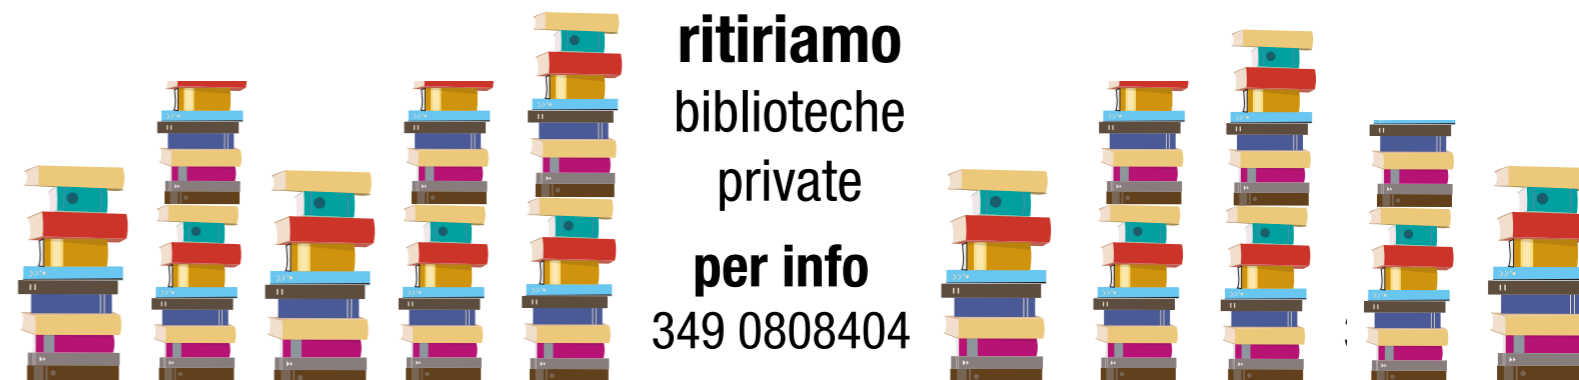 ritiriamo
biblioteche
private
per info
349 0808404